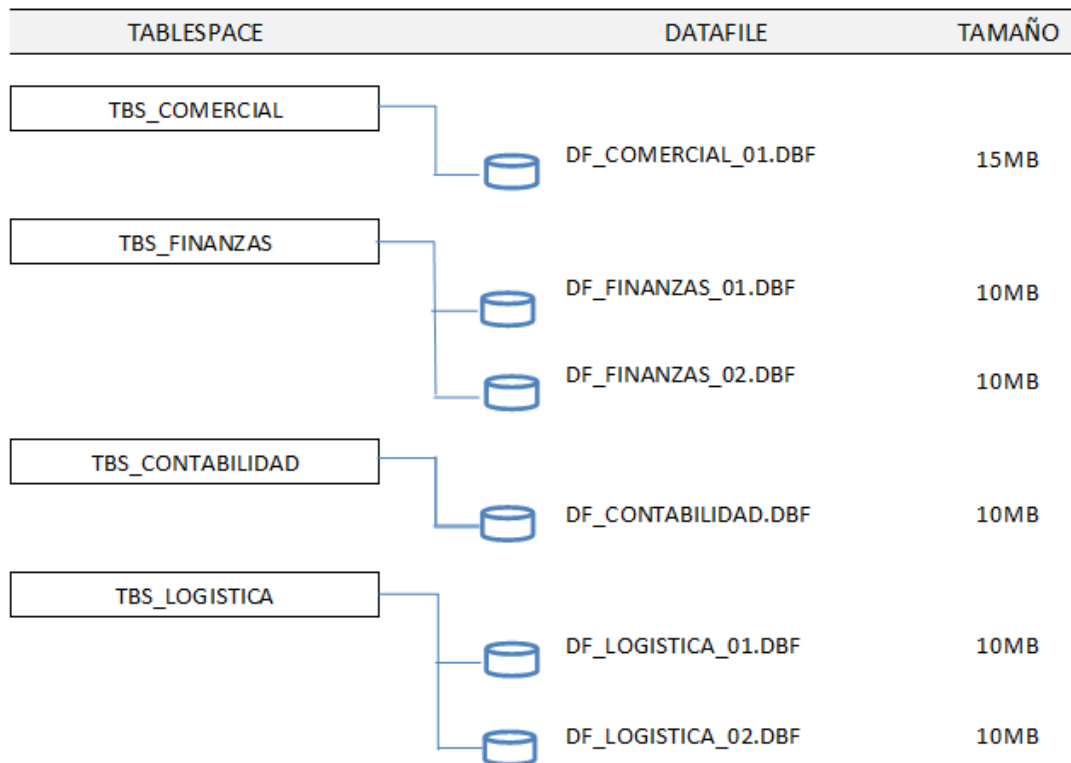 TABLESPACE DATAFILE TAMAÑO
TBS_COMERCIAL
DF_COMERCIAL_01.DBF 15MB
TBS_FINANZAS
DF_FINANZAS_01.DBF 10MB
DF_FINANZAS_02.DBF 10MB
TBS_CONTABILIDAD
DF_CONTABILIDAD.DBF 10MB
TBS_LOGISTICA
DF_LOGISTICA_01.DBF 10MB
DF_LOGISTICA_02.DBF 10MB